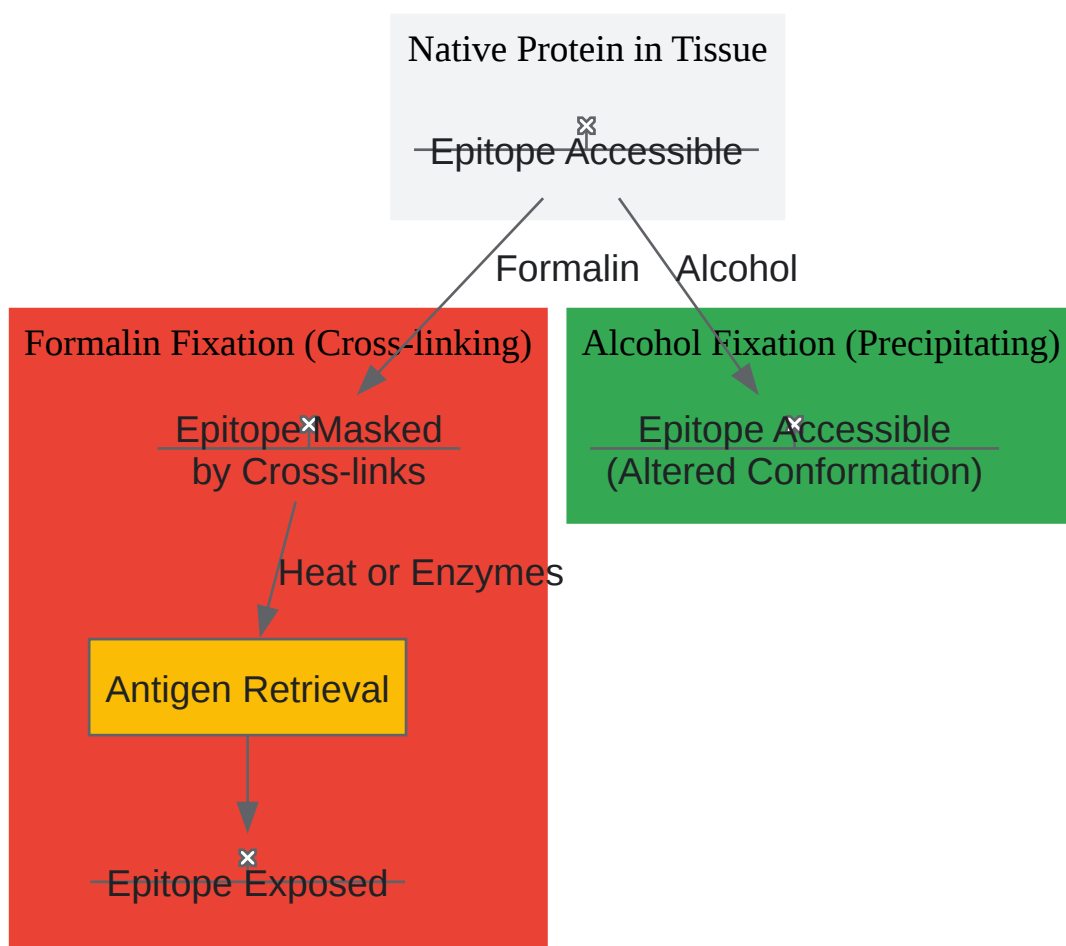 Native Protein in Tissue
Epitope Accessible
Formalin
Alcohol
Formalin Fixation (Cross-linking)
Epitope Masked
by Cross-links
Heat or Enzymes
Antigen Retrieval
Epitope Exposed
Alcohol Fixation (Precipitating)
Epitope Accessible
(Altered Conformation)